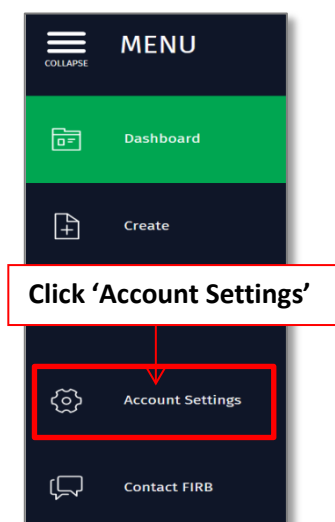 MENU
COLLAPSE
Dashboard
Create
Click ‘Account Settings’
Account Settings
Contact FIRB